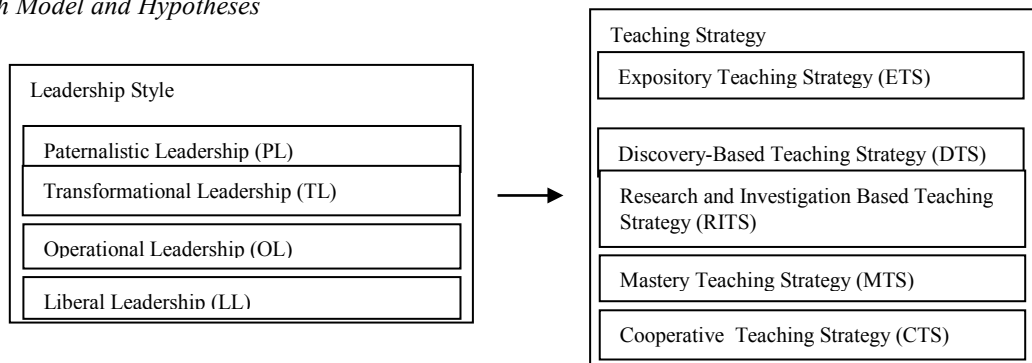 h Model and Hypotheses
Leadership Style
Paternalistic Leadership (PL)
Transformational Leadership (TL)
Operational Leadership (OL)
Liberal Leadership (LL)
Teaching Strategy
Expository Teaching Strategy (ETS)
Discovery-Based Teaching Strategy (DTS)
Research and Investigation Based Teaching
Strategy (RITS)
Mastery Teaching Strategy (MTS)
Cooperative Teaching Strategy (CTS)